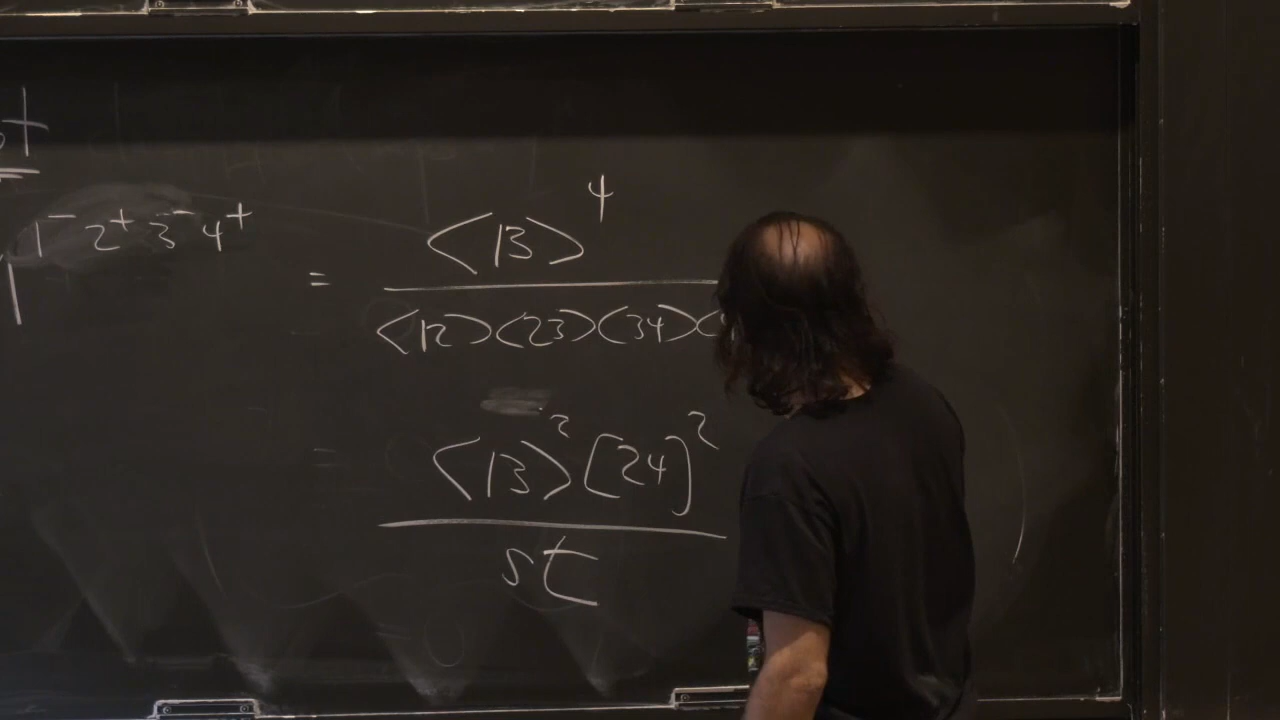 1⁻ 2⁺ 3⁻ 4⁺
= ⟨13⟩⁴
⟨12⟩⟨23⟩⟨34⟩⟨
= ⟨13⟩²[24]²
st